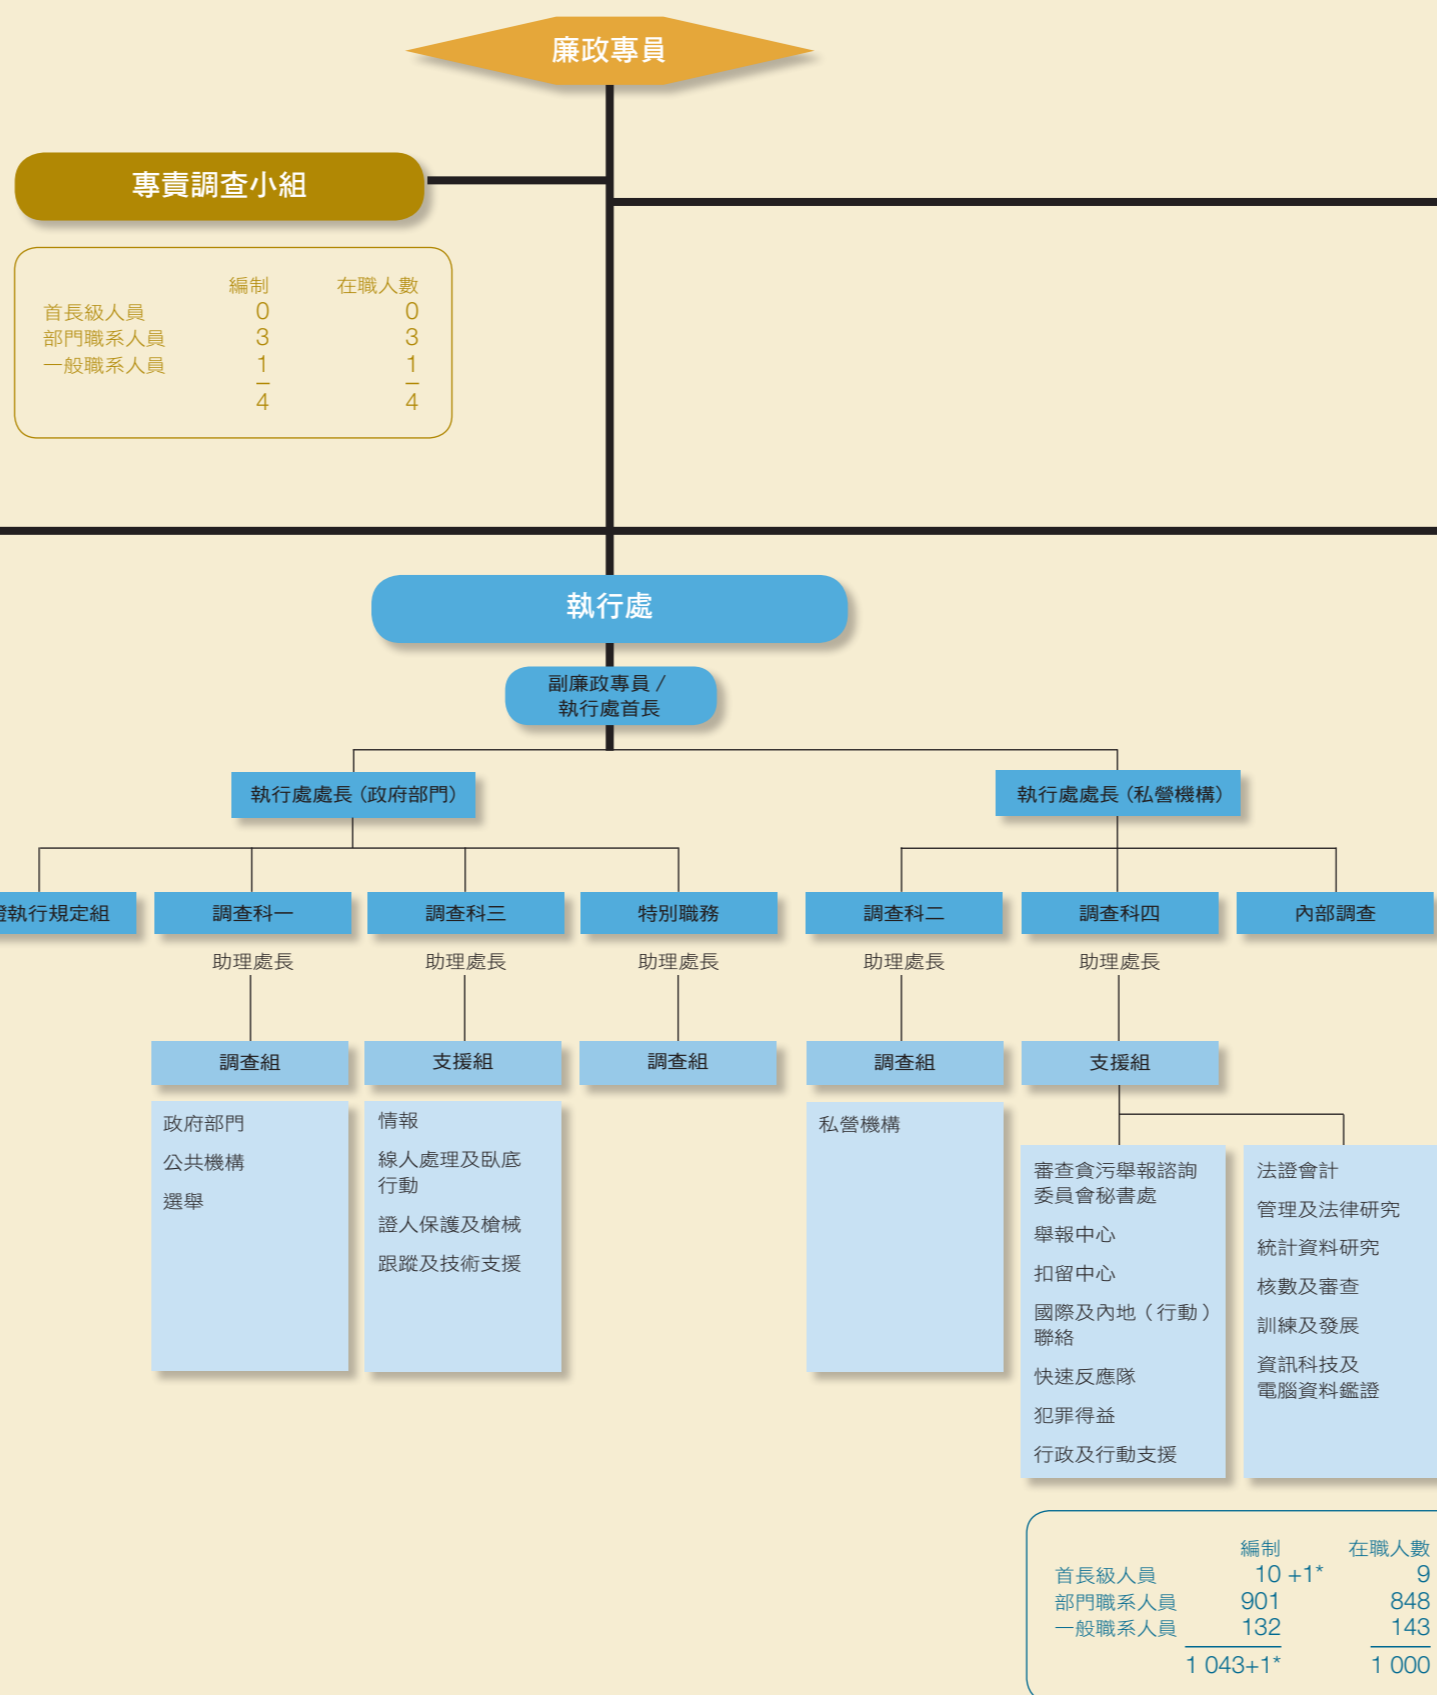 廉政專員
專責調查小組
編制 在職人數
首長級人員 0 0
部門職系人員 3 3
一般職系人員 1 1
4 4
執行處
副廉政專員 /
執行處首長
執行處處長 (政府部門)
執行處處長 (私營機構)
執行規定組
調查科一
調查科三
特別職務
調查科二
調查科四
內部調查
助理處長
助理處長
助理處長
助理處長
助理處長
調查組
支援組
調查組
調查組
支援組
政府部門
公共機構
選舉
情報
線人處理及臥底
行動
證人保護及槍械
跟蹤及技術支援
私營機構
審查貪污舉報諮詢
委員會秘書處
舉報中心
扣留中心
國際及內地（行動）
聯絡
快速反應隊
犯罪得益
行政及行動支援
法證會計
管理及法律研究
統計資料研究
核數及審查
訓練及發展
資訊科技及
電腦資料鑑證
編制 在職人數
首長級人員 10 +1* 9
部門職系人員 901 848
一般職系人員 132 143
1 043+1* 1 000